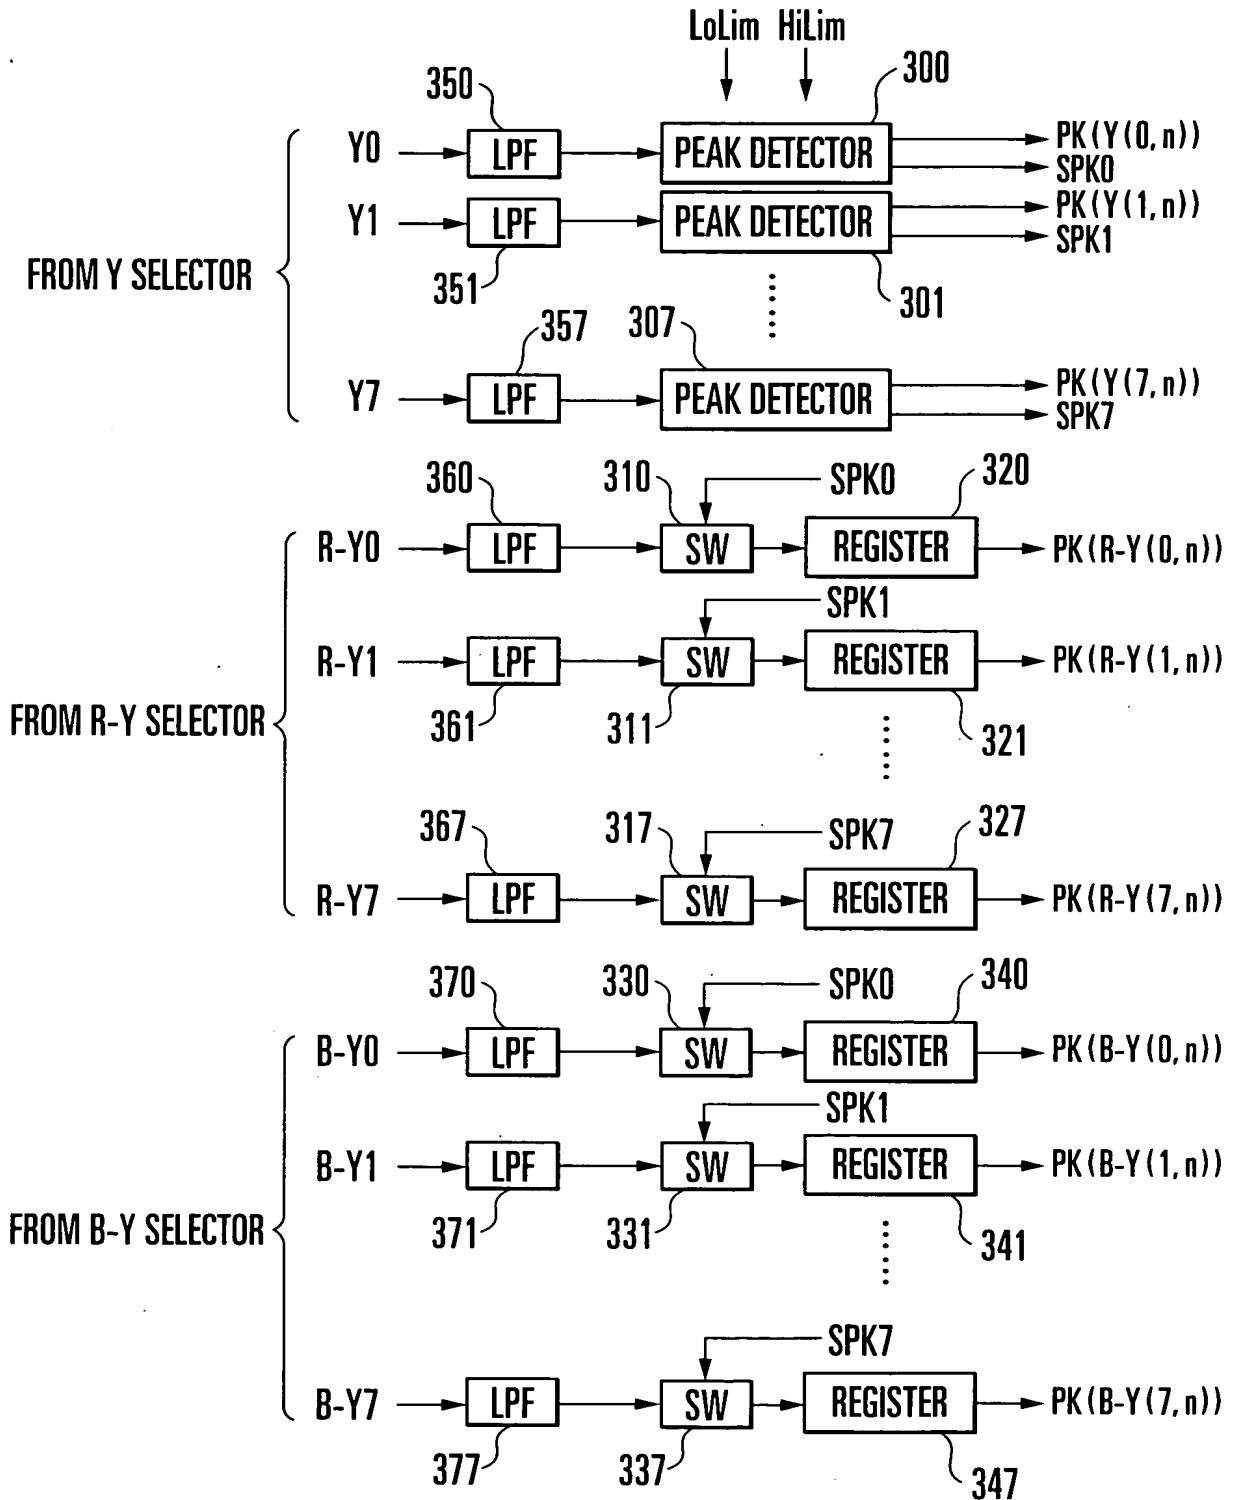 LoLim HiLim
350 300
Y0 LPF PEAK DETECTOR PK(Y(0,n))
SPK0
Y1 LPF PEAK DETECTOR PK(Y(1,n))
SPK1
351 301
FROM Y SELECTOR
357 307
Y7 LPF PEAK DETECTOR PK(Y(7,n))
SPK7
360 310 SPK0 320
R-Y0 LPF SW REGISTER PK(R-Y(0,n))
SPK1
R-Y1 LPF SW REGISTER PK(R-Y(1,n))
361 311 321
FROM R-Y SELECTOR
367 317 SPK7 327
R-Y7 LPF SW REGISTER PK(R-Y(7,n))
370 330 SPK0 340
B-Y0 LPF SW REGISTER PK(B-Y(0,n))
SPK1
B-Y1 LPF SW REGISTER PK(B-Y(1,n))
371 331 341
FROM B-Y SELECTOR
SPK7
B-Y7 LPF SW REGISTER PK(B-Y(7,n))
377 337 347